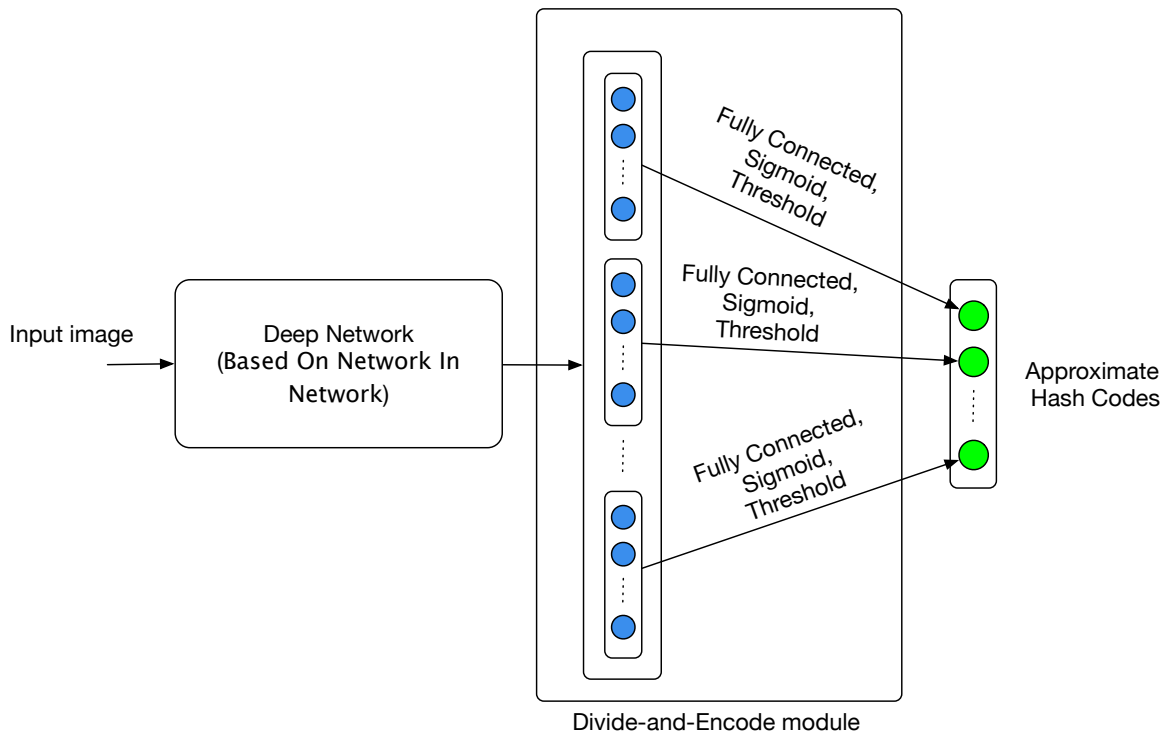 Input image
Deep Network
(Based On Network In
Network)
Fully Connected,
Sigmoid,
Threshold
Fully Connected,
Sigmoid,
Threshold
Fully Connected,
Sigmoid,
Threshold
Approximate
Hash Codes
Divide-and-Encode module